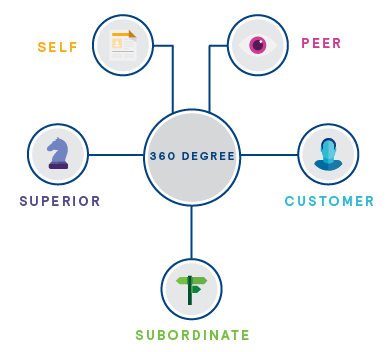 SELF
PEER
360 DEGREE
SUPERIOR
CUSTOMER
SUBORDINATE